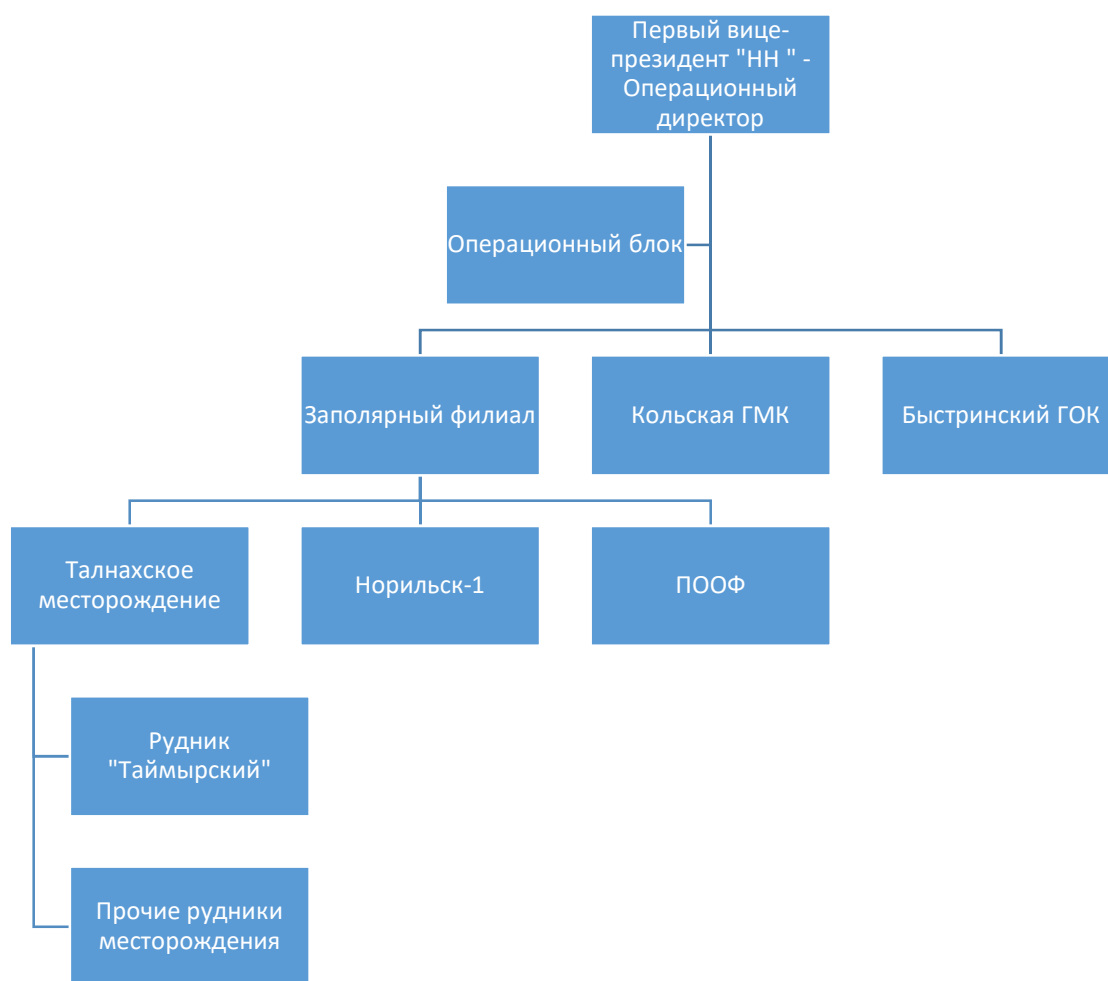 Первый вице-
президент "НН " -
Операционный
директор
Операционный блок
Заполярный филиал
Кольская ГМК
Быстринский ГОК
Талнахское
месторождение
Норильск-1
ПООФ
Рудник
"Таймырский"
Прочие рудники
месторождения